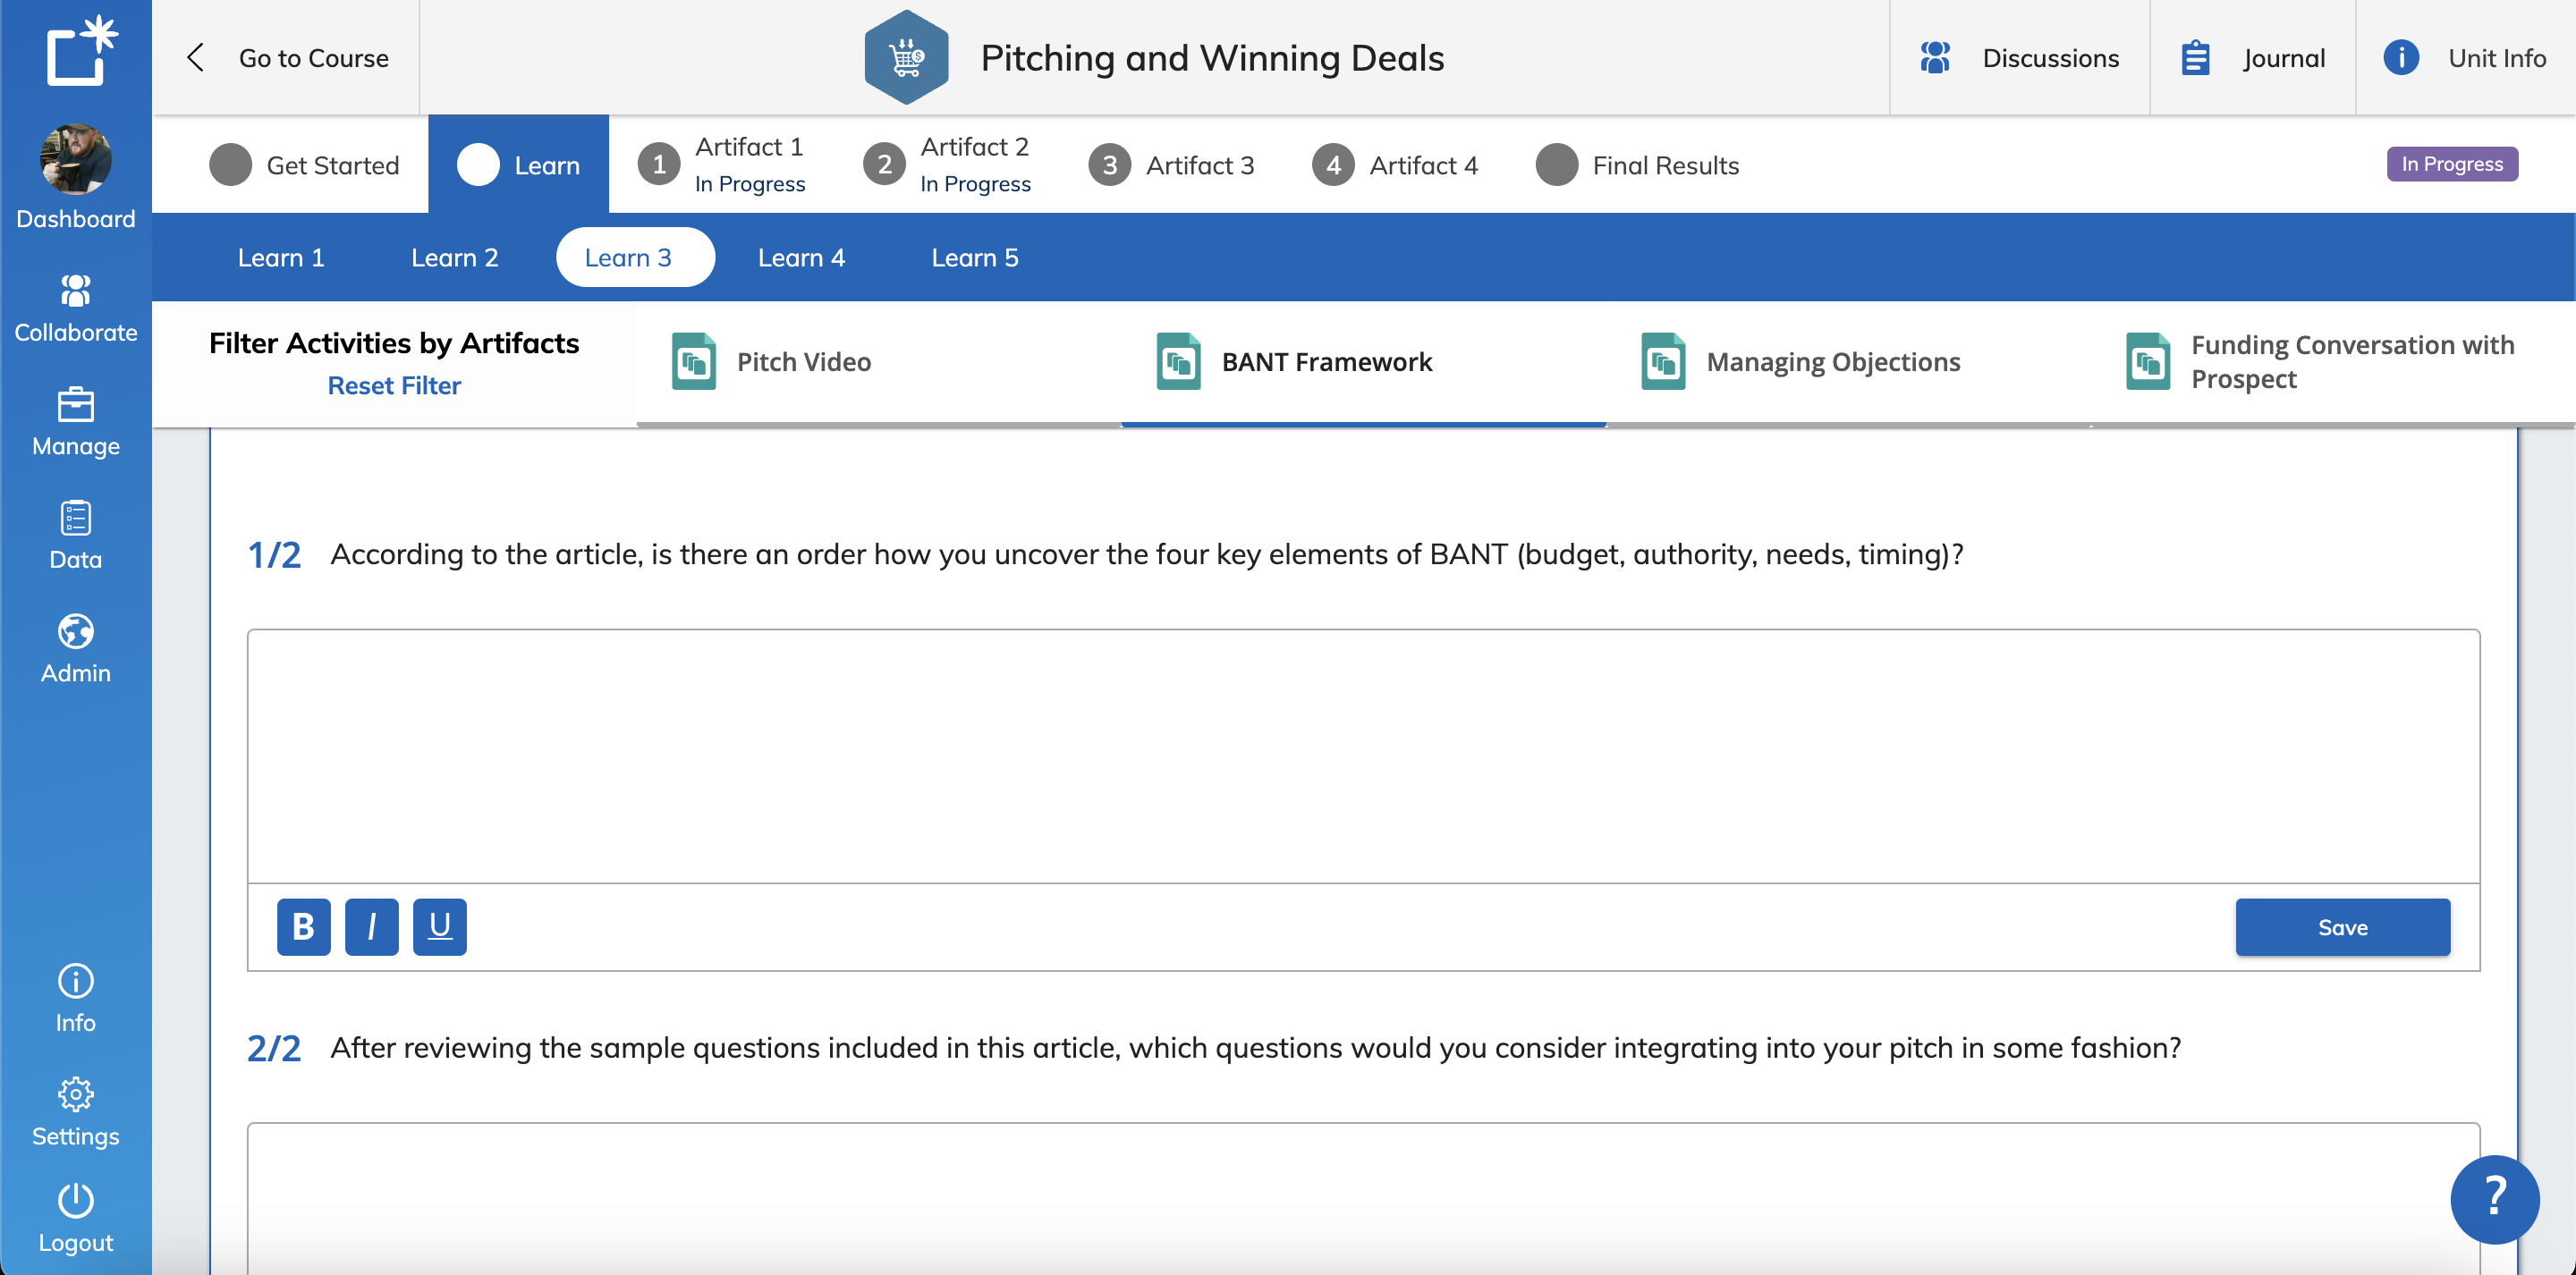 Go to Course
Pitching and Winning Deals
Discussions
Journal
Unit Info
Dashboard
Collaborate
Manage
Data
Admin
Info
Settings
Logout
Get Started
Learn
1
Artifact 1
In Progress
2
Artifact 2
In Progress
3
Artifact 3
4
Artifact 4
Final Results
In Progress
Learn 1
Learn 2
Learn 3
Learn 4
Learn 5
Filter Activities by Artifacts
Reset Filter
Pitch Video
BANT Framework
Managing Objections
Funding Conversation with
Prospect
1/2 According to the article, is there an order how you uncover the four key elements of BANT (budget, authority, needs, timing)?
B I U
Save
2/2 After reviewing the sample questions included in this article, which questions would you consider integrating into your pitch in some fashion?
?